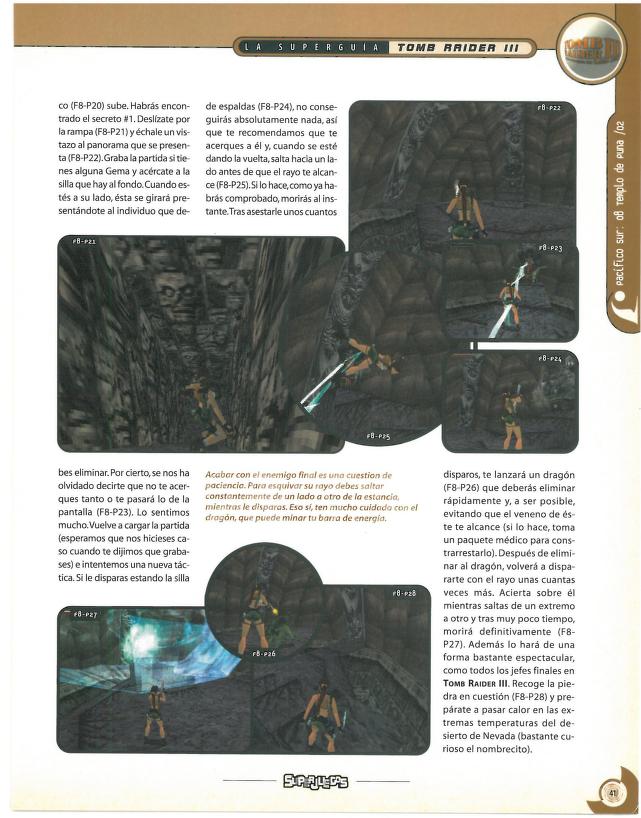 LA SUPERGUÍA TOMB RAIDER III
TOMB
RAIDER III
Pacífico sur: 08 Templo de Puna /02
co (F8-P20) sube. Habrás encon-
trado el secreto #1. Deslízate por
la rampa (F8-P21) y échale un vis-
tazo al panorama que se presen-
ta (F8-P22). Graba la partida si tie-
nes alguna Gema y acércate a la
silla que hay al fondo. Cuando es-
tés a su lado, ésta se girará pre-
sentándote al individuo que de-
de espaldas (F8-P24), no conse-
guirás absolutamente nada, así
que te recomendamos que te
acerques a él y, cuando se esté
dando la vuelta, salta hacia un la-
do antes de que el rayo te alcan-
ce (F8-P25). Si lo hace, como ya ha-
brás comprobado, morirás al ins-
tante. Tras asestarle unos cuantos
F8-P22
F8-P21
F8-P23
F8-P24
F8-P25
bes eliminar. Por cierto, se nos ha
olvidado decirte que no te acer-
ques tanto o te pasará lo de la
pantalla (F8-P23). Lo sentimos
mucho. Vuelve a cargar la partida
(esperamos que nos hicieses ca-
so cuando te dijimos que graba-
ses) e intentemos una nueva tác-
tica. Si le disparas estando la silla
Acabar con el enemigo final es una cuestion de
paciencia. Para esquivar su rayo debes saltar
constantemente de un lado a otro de la estancia,
mientras le disparas. Eso sí, ten mucho cuidado con el
dragón, que puede minar tu barra de energía.
disparos, te lanzará un dragón
(F8-P26) que deberás eliminar
rápidamente y, a ser posible,
evitando que el veneno de és-
te te alcance (si lo hace, toma
un paquete médico para cons-
trarrestarlo). Después de elimi-
nar al dragón, volverá a dispa-
rarte con el rayo unas cuantas
veces más. Acierta sobre él
mientras saltas de un extremo
a otro y tras muy poco tiempo,
morirá definitivamente (F8-
P27). Además lo hará de una
forma bastante espectacular,
como todos los jefes finales en
TOMB RAIDER III. Recoge la pie-
dra en cuestión (F8-P28) y pre-
párate a pasar calor en las ex-
tremas temperaturas del de-
sierto de Nevada (bastante cu-
rioso el nombrecito).
F8-P27
F8-P26
F8-P28
SUPERJUEGOS
41